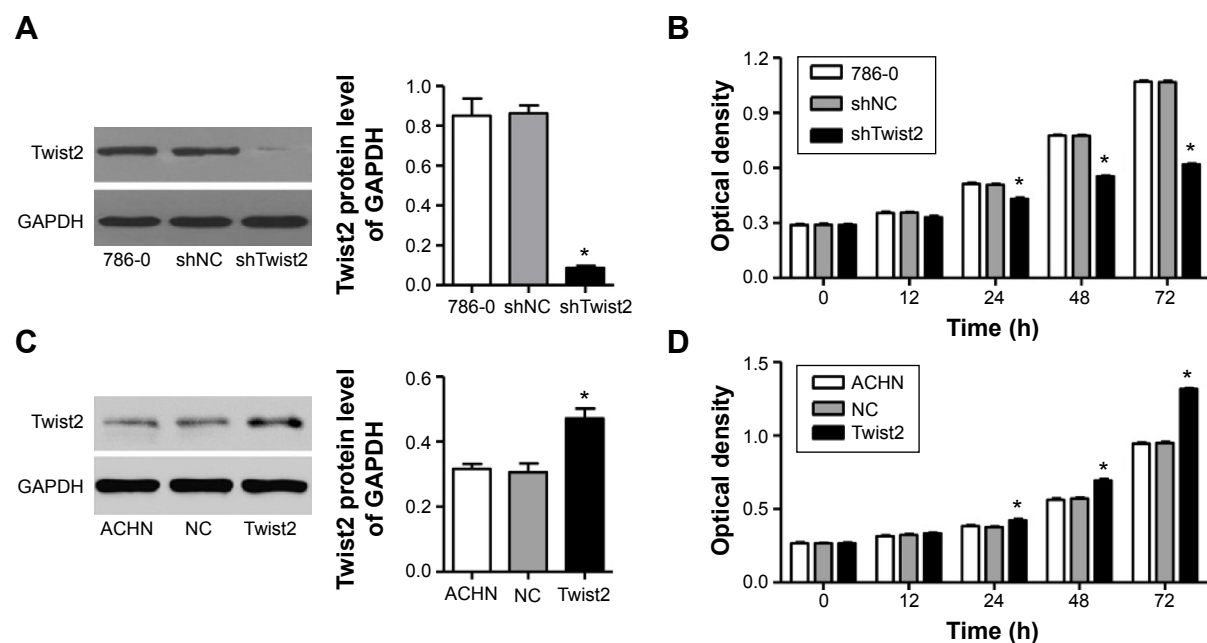 A
Twist2
GAPDH
786-0 shNC shTwist2
Twist2 protein level
of GAPDH
1.0
0.8
0.6
0.4
0.2
0.0
*
786-0 shNC shTwist2
B
Optical density
1.2
0.9
0.6
0.3
0.0
786-0
shNC
shTwist2
* * *
0 12 24 48 72
Time (h)
C
Twist2
GAPDH
ACHN NC Twist2
Twist2 protein level
of GAPDH
0.6
0.4
0.2
0.0
*
ACHN NC Twist2
D
Optical density
1.5
1.0
0.5
0.0
ACHN
NC
Twist2
* * *
0 12 24 48 72
Time (h)